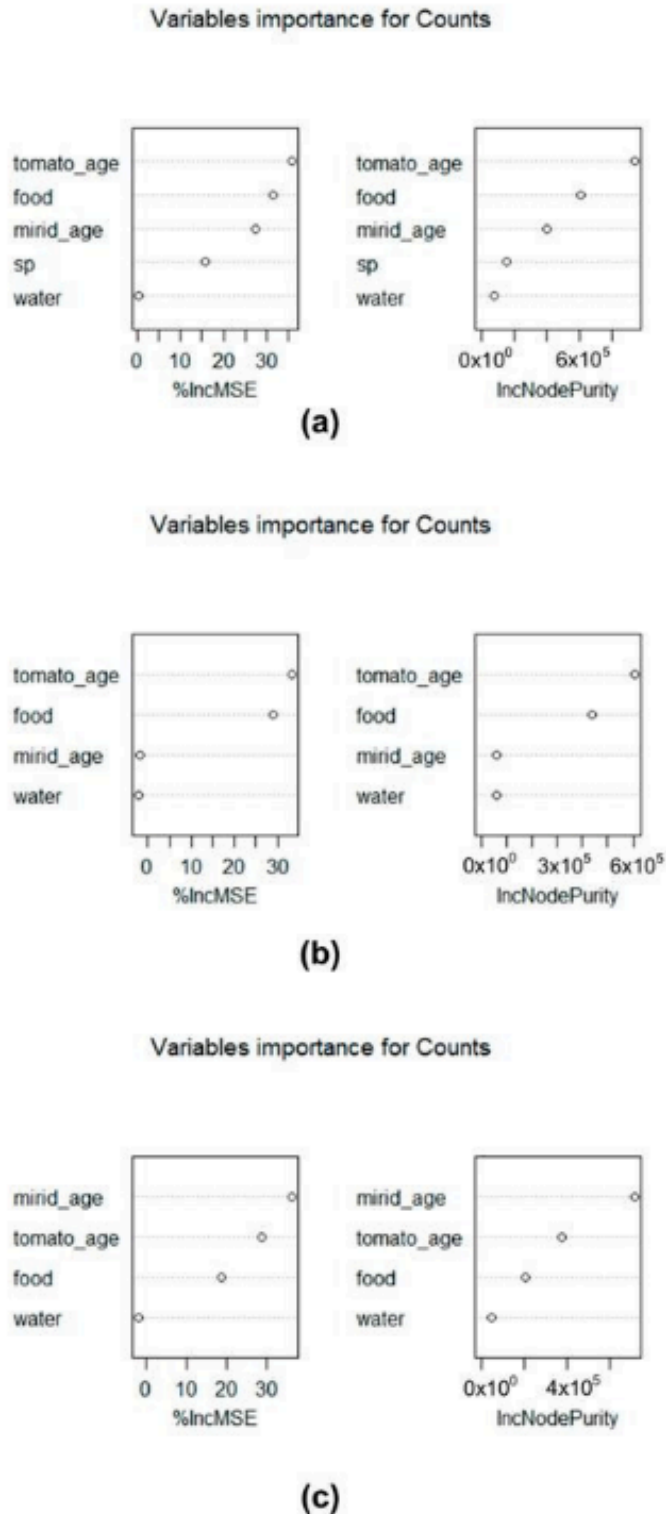 Variables importance for Counts
tomato_age
food
mirid_age
sp
water
0 10 20 30
%IncMSE
tomato_age
food
mirid_age
sp
water
0x10⁰ 6x10⁵
IncNodePurity
(a)
Variables importance for Counts
tomato_age
food
mirid_age
water
0 10 20 30
%IncMSE
tomato_age
food
mirid_age
water
0x10⁰ 3x10⁵ 6x10⁵
IncNodePurity
(b)
Variables importance for Counts
mirid_age
tomato_age
food
water
0 10 20 30
%IncMSE
mirid_age
tomato_age
food
water
0x10⁰ 4x10⁵
IncNodePurity
(c)